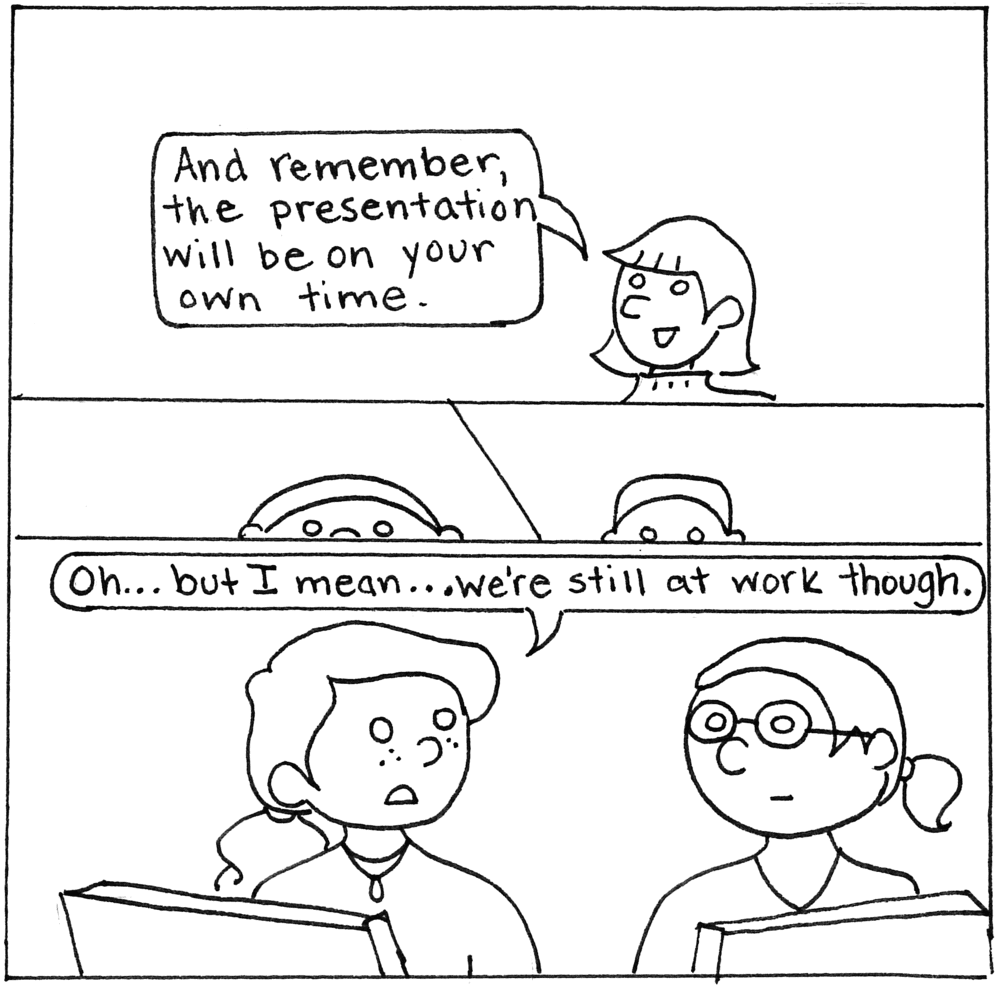 And remember,
the presentation
will be on your
own time.
Oh... but I mean...we're still at work though.